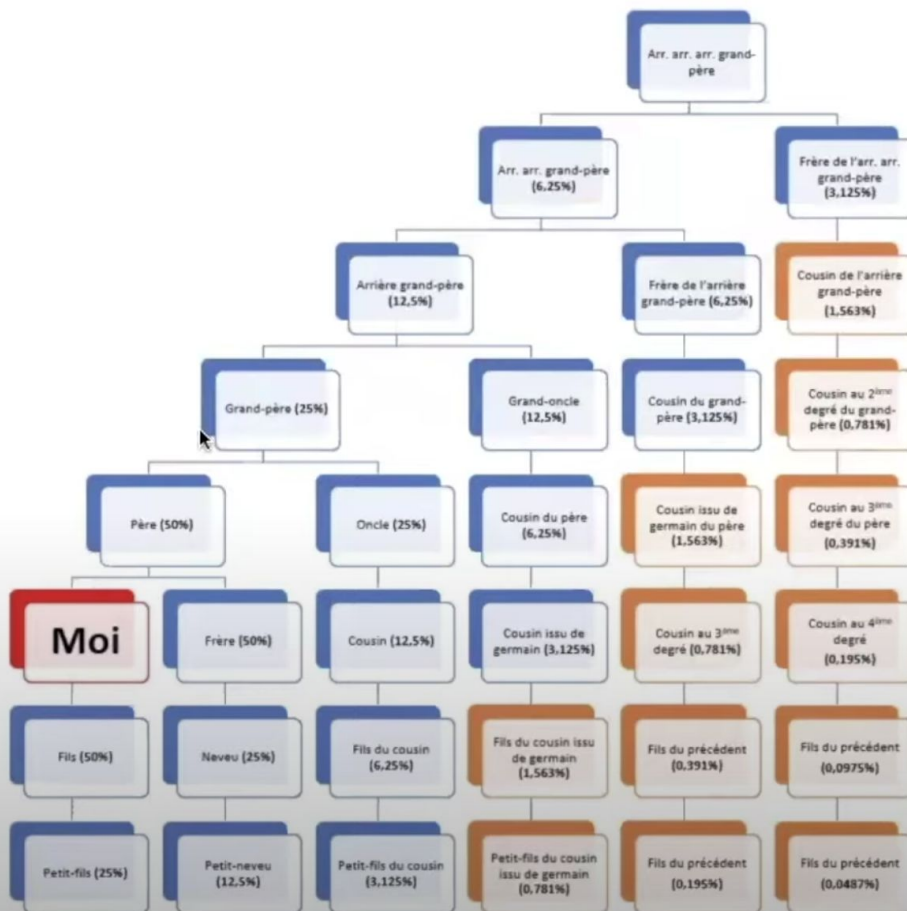 Arr. arr. arr. grand-
père
Arr. arr. grand-père
(6,25%)
Frère de l'arr. arr.
grand-père
(3,125%)
Arrière grand-père
(12,5%)
Frère de l'arrière
grand-père (6,25%)
Cousin de l'arrière
grand-père
(1,563%)
Grand-père (25%)
Grand-oncle
(12,5%)
Cousin du grand-
père (3,125%)
Cousin au 2ième
degré du grand-
père (0,781%)
Père (50%)
Oncle (25%)
Cousin du père
(6,25%)
Cousin issu de
germain du père
(1,563%)
Cousin au 3ième
degré du père
(0,391%)
Moi
Frère (50%)
Cousin (12,5%)
Cousin issu de
germain (3,125%)
Cousin au 3ième
degré (0,781%)
Cousin au 4ième
degré
(0,195%)
Fils (50%)
Neveu (25%)
Fils du cousin
(6,25%)
Fils du cousin issu
de germain
(1,563%)
Fils du précédent
(0,391%)
Fils du précédent
(0,0975%)
Petit-fils (25%)
Petit-neveu
(12,5%)
Petit-fils du cousin
(3,125%)
Petit-fils du cousin
issu de germain
(0,781%)
Fils du précédent
(0,195%)
Fils du précédent
(0,0487%)